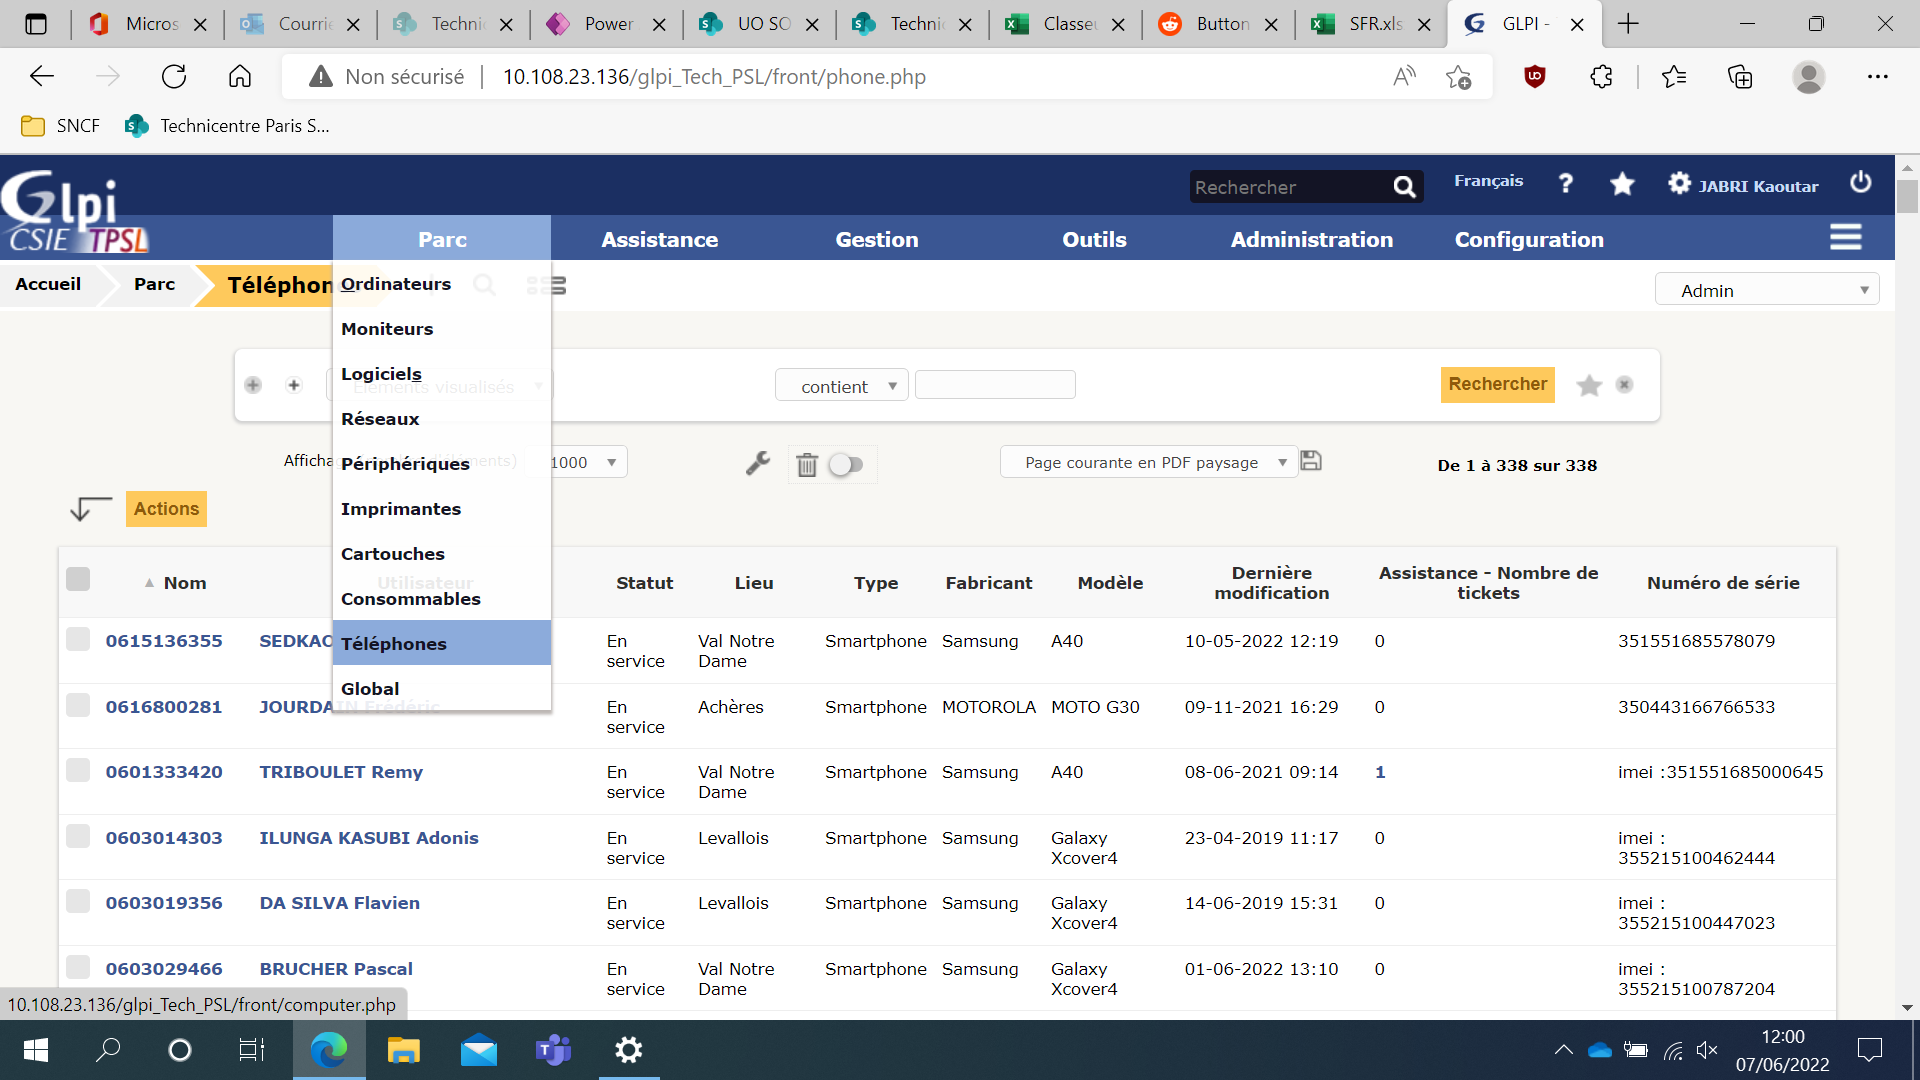 Micros
Courrie
Technic
Power
UO SO
Technic
Classeu
Button
SFR.xls
GLPI -
Non sécurisé
10.108.23.136/glpi_Tech_PSL/front/phone.php
SNCF
Technicentre Paris S...
Glpi
CSIE TPSL
Rechercher
Français
?
JABRI Kaoutar
Parc
Assistance
Gestion
Outils
Administration
Configuration
Accueil
Parc
Téléphon
Admin
Ordinateurs
Moniteurs
Logiciels
Réseaux
Périphériques
Imprimantes
Cartouches
Consommables
Téléphones
Global
Éléments visualisés
contient
Rechercher
Afficha
d'éléments)
1000
Page courante en PDF paysage
De 1 à 338 sur 338
Actions
Nom
Utilisateur
Statut
Lieu
Type
Fabricant
Modèle
Dernière
modification
Assistance - Nombre de
tickets
Numéro de série
0615136355 SEDKAO En service Val Notre Dame Smartphone Samsung A40 10-05-2022 12:19 0 351551685578079
0616800281 JOURDAIN Frédéric En service Achères Smartphone MOTOROLA MOTO G30 09-11-2021 16:29 0 350443166766533
0601333420 TRIBOULET Remy En service Val Notre Dame Smartphone Samsung A40 08-06-2021 09:14 1 imei :351551685000645
0603014303 ILUNGA KASUBI Adonis En service Levallois Smartphone Samsung Galaxy Xcover4 23-04-2019 11:17 0 imei : 355215100462444
0603019356 DA SILVA Flavien En service Levallois Smartphone Samsung Galaxy Xcover4 14-06-2019 15:31 0 imei : 355215100447023
0603029466 BRUCHER Pascal En service Val Notre Dame Smartphone Samsung Galaxy Xcover4 01-06-2022 13:10 0 imei : 355215100787204
10.108.23.136/glpi_Tech_PSL/front/computer.php
12:00
07/06/2022